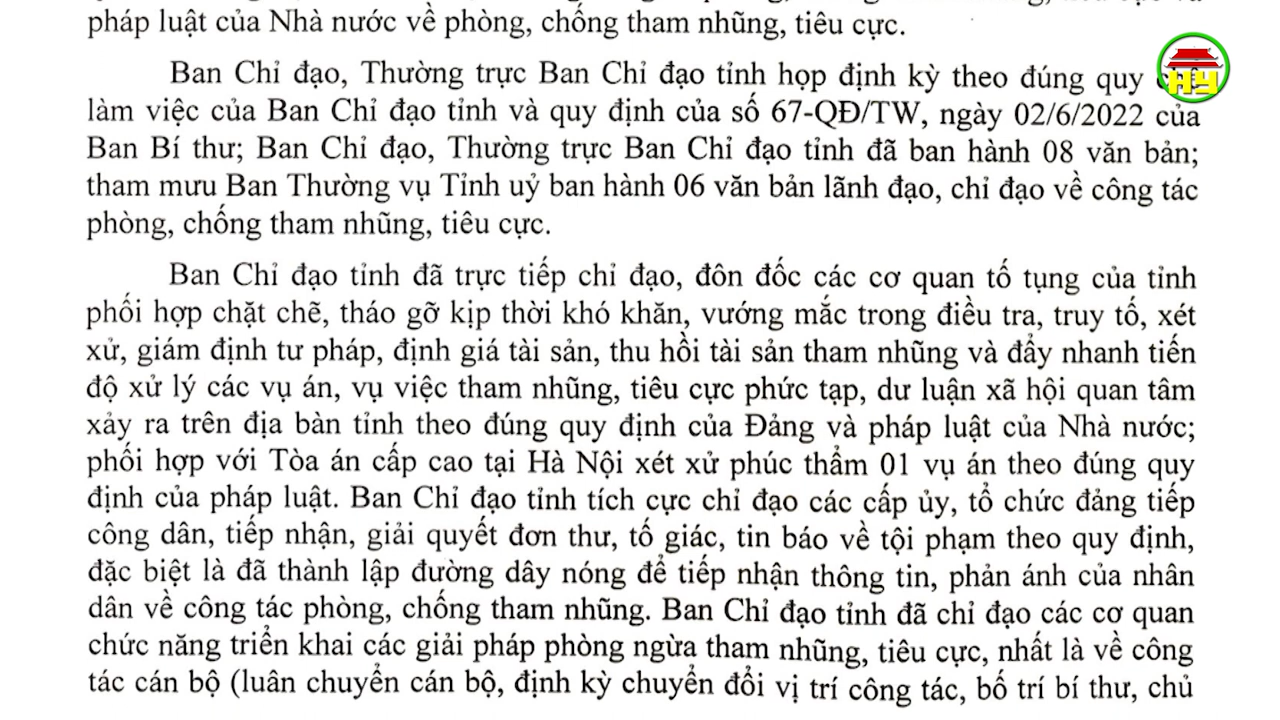 pháp luật của Nhà nước về phòng, chống tham nhũng, tiêu cực.
Ban Chỉ đạo, Thường trực Ban Chỉ đạo tỉnh họp định kỳ theo đúng quy chế
làm việc của Ban Chỉ đạo tỉnh và quy định của số 67-QĐ/TW, ngày 02/6/2022 của
Ban Bí thư; Ban Chỉ đạo, Thường trực Ban Chỉ đạo tỉnh đã ban hành 08 văn bản;
tham mưu Ban Thường vụ Tỉnh uỷ ban hành 06 văn bản lãnh đạo, chỉ đạo về công tác
phòng, chống tham nhũng, tiêu cực.
Ban Chỉ đạo tỉnh đã trực tiếp chỉ đạo, đôn đốc các cơ quan tố tụng của tỉnh
phối hợp chặt chẽ, tháo gỡ kịp thời khó khăn, vướng mắc trong điều tra, truy tố, xét
xử, giám định tư pháp, định giá tài sản, thu hồi tài sản tham nhũng và đẩy nhanh tiến
độ xử lý các vụ án, vụ việc tham nhũng, tiêu cực phức tạp, dư luận xã hội quan tâm
xảy ra trên địa bàn tỉnh theo đúng quy định của Đảng và pháp luật của Nhà nước;
phối hợp với Tòa án cấp cao tại Hà Nội xét xử phúc thẩm 01 vụ án theo đúng quy
định của pháp luật. Ban Chỉ đạo tỉnh tích cực chỉ đạo các cấp ủy, tổ chức đảng tiếp
công dân, tiếp nhận, giải quyết đơn thư, tố giác, tin báo về tội phạm theo quy định,
đặc biệt là đã thành lập đường dây nóng để tiếp nhận thông tin, phản ánh của nhân
dân về công tác phòng, chống tham nhũng. Ban Chỉ đạo tỉnh đã chỉ đạo các cơ quan
chức năng triển khai các giải pháp phòng ngừa tham nhũng, tiêu cực, nhất là về công
tác cán bộ (luân chuyển cán bộ, định kỳ chuyển đổi vị trí công tác, bố trí bí thư, chủ
HY